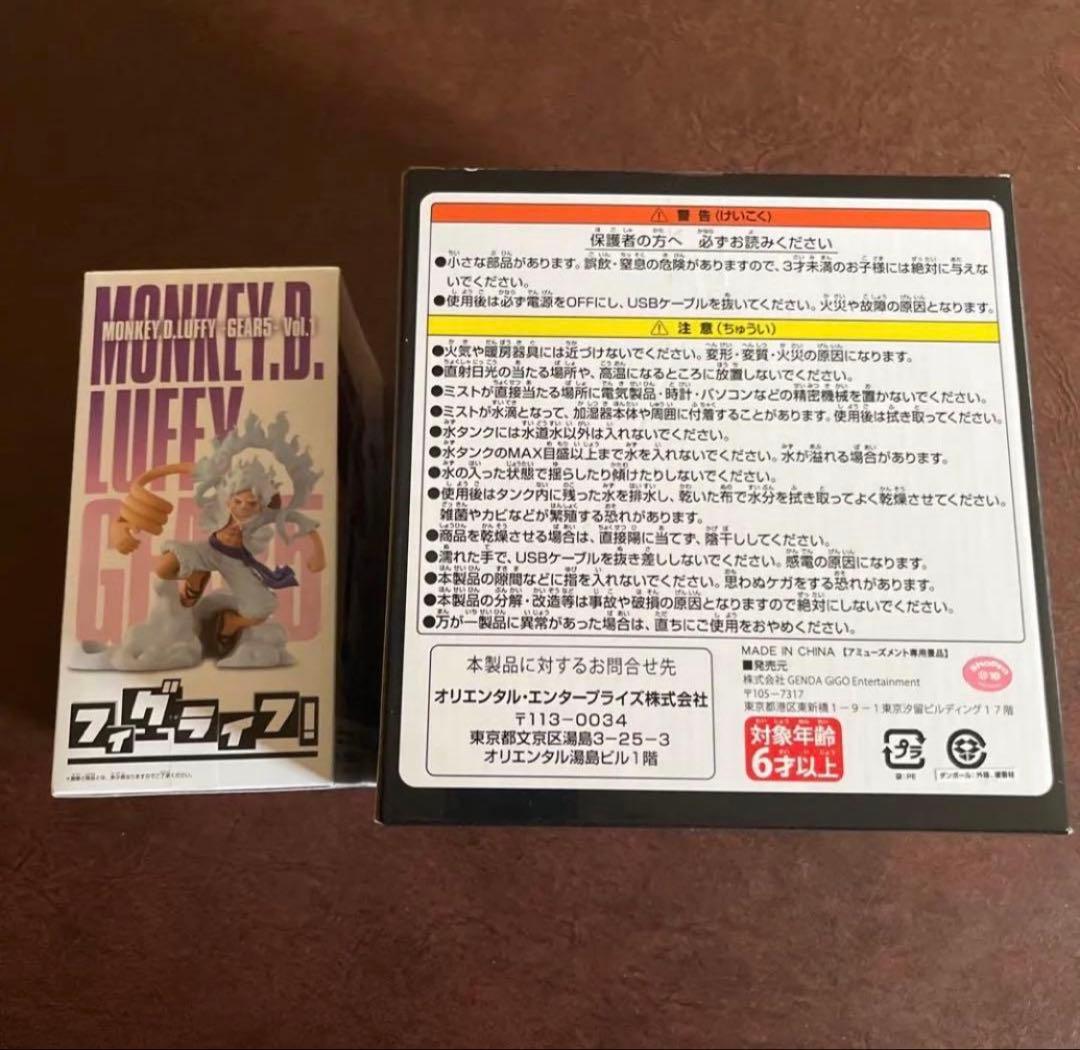 MONKEY.D.
MONKEY.D.LUFFY -GEAR5- Vol.1
MONKEY.D.
LUFFY
LUFFY
GEAR5
GEAR5
フィグライフ!
⚠ 警告(けいこく)
保護者の方へ 必ずお読みください
●小さな部品があります。誤飲・窒息の危険がありますので、3才未満のお子様には絶対に与えな
いでください。
●使用後は必ず電源をOFFにし、USBケーブルを抜いてください。火災や故障の原因となります。
⚠ 注意(ちゅうい)
●火気や暖房器具には近づけないでください。変形・変質・火災の原因になります。
●直射日光の当たる場所や、高温になるところに放置しないでください。
●ミストが直接当たる場所に電気製品・時計・パソコンなどの精密機械を置かないでください。
●ミストが水滴となって、加湿器本体や周囲に付着することがあります。使用後は拭き取ってください。
●水タンクには水道水以外は入れないでください。
●水タンクのMAX目盛以上まで水を入れないでください。水が溢れる場合があります。
●水の入った状態で揺らしたり傾けたりしないでください。
●使用後はタンク内に残った水を排水し、乾いた布で水分を拭き取ってよく乾燥させてください。
雑菌やカビなどが繁殖する恐れがあります。
●商品を乾燥させる場合は、直接陽に当てず、陰干ししてください。
●濡れた手で、USBケーブルを抜き差ししないでください。感電の原因になります。
●本製品の隙間などに指を入れないでください。思わぬケガをする恐れがあります。
●本製品の分解・改造等は事故や破損の原因となりますので絶対にしないでください。
●万が一製品に異常があった場合は、直ちにご使用をおやめください。
本製品に対するお問合せ先
オリエンタル・エンタープライズ株式会社
〒113-0034
東京都文京区湯島3-25-3
オリエンタル湯島ビル1階
MADE IN CHINA 【アミューズメント専用景品】
■発売元
株式会社 GENDA GiGO Entertainment
〒105-7317
東京都港区東新橋1-9-1東京汐留ビルディング17階
対象年齢
6才以上
プラ
袋:PE
ダンボール:外箱、緩衝材